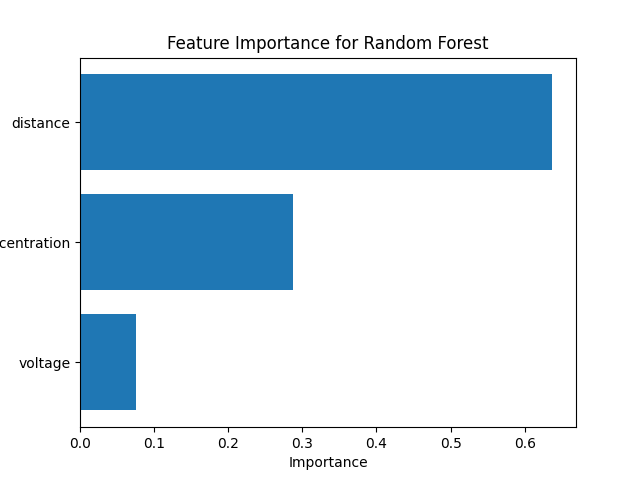 Feature Importance for Random Forest
distance
centration
voltage
0.0 0.1 0.2 0.3 0.4 0.5 0.6
Importance